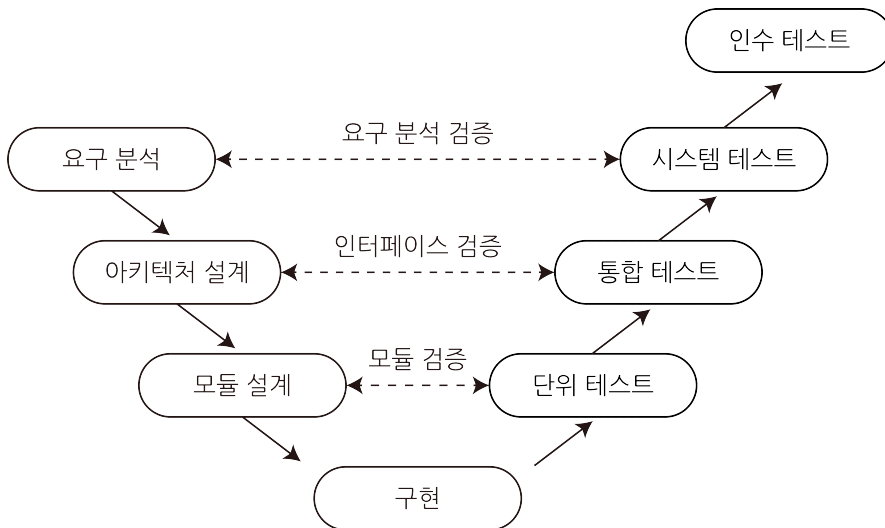 인수 테스트
요구 분석 검증
요구 분석
시스템 테스트
인터페이스 검증
아키텍처 설계
통합 테스트
모듈 검증
모듈 설계
단위 테스트
구현